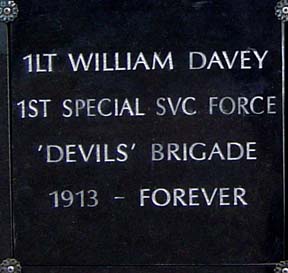 1LT WILLIAM DAVEY
1ST SPECIAL SVC FORCE
'DEVILS' BRIGADE
1913 - FOREVER